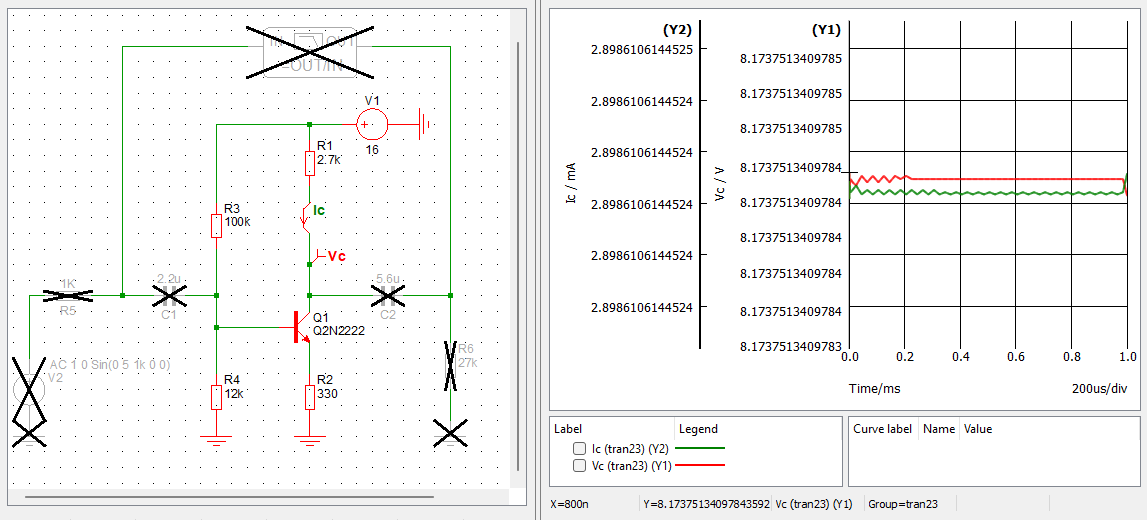 IN OUT
=OUT/IN
V1
16
R1
2.7k
Ic
R3
100k
Vc
1K
R5
2.2u
C1
5.6u
C2
Q1
Q2N2222
AC 1 0 Sin(0 5 1k 0 0)
V2
R4
12k
R2
330
R6
27k
(Y2)
(Y1)
2.8986106144525
2.8986106144524
2.8986106144524
2.8986106144524
2.8986106144524
2.8986106144524
Ic / mA
8.1737513409785
8.1737513409785
8.1737513409785
8.1737513409784
8.1737513409784
8.1737513409784
8.1737513409784
8.1737513409784
8.1737513409783
Vc / V
0.0 0.2 0.4 0.6 0.8 1.0
Time/ms
200us/div
Label Legend
Ic (tran23) (Y2)
Vc (tran23) (Y1)
Curve label Name Value
X=800n Y=8.17375134097843592 Vc (tran23) (Y1) Group=tran23